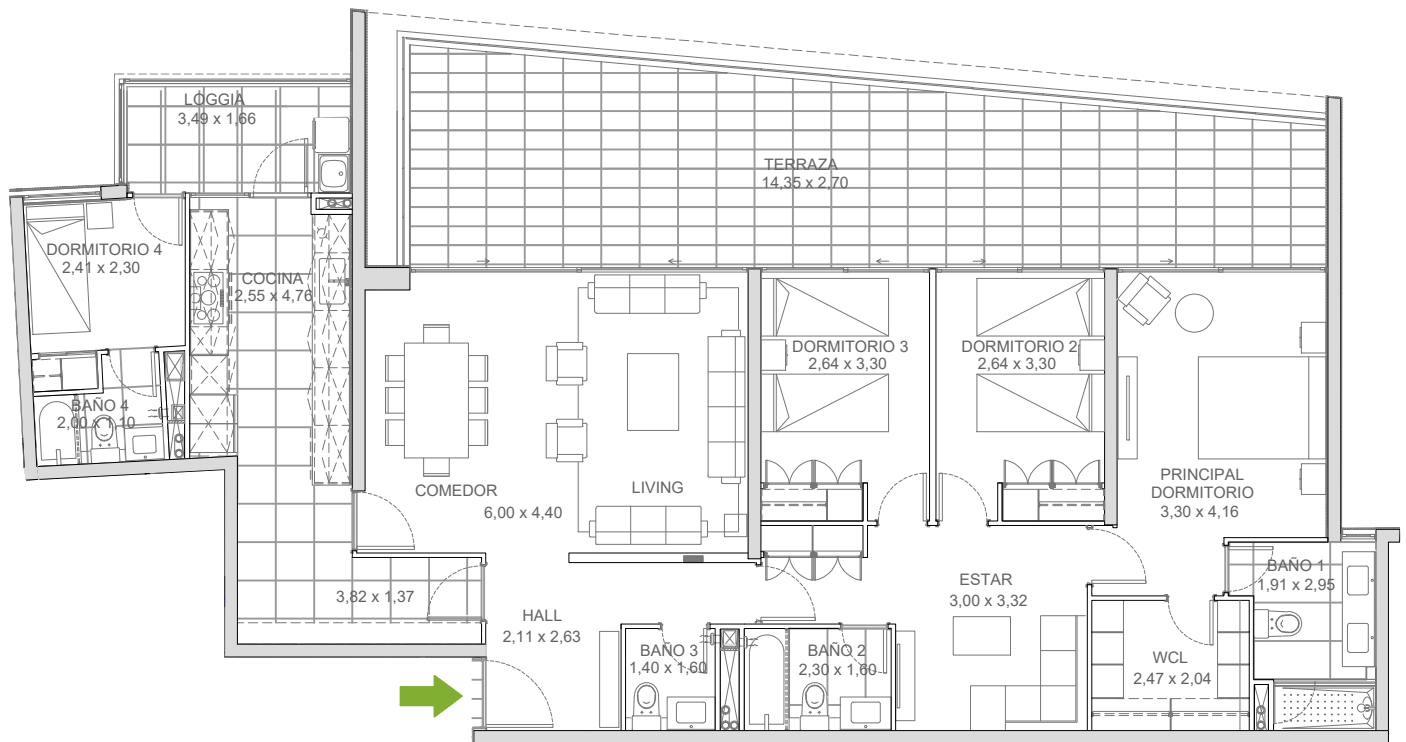 LOGGIA
3,49 x 1,66
TERRAZA
14,35 x 2,70
DORMITORIO 4
2,41 x 2,30
COCINA
2,55 x 4,76
DORMITORIO 3
2,64 x 3,30
DORMITORIO 2
2,64 x 3,30
BAÑO 4
2,00 x 1,10
COMEDOR
LIVING
6,00 x 4,40
PRINCIPAL
DORMITORIO
3,30 x 4,16
3,82 x 1,37
HALL
2,11 x 2,63
ESTAR
3,00 x 3,32
BAÑO 1
1,91 x 2,95
BAÑO 3
1,40 x 1,60
BAÑO 2
2,30 x 1,60
WCL
2,47 x 2,04